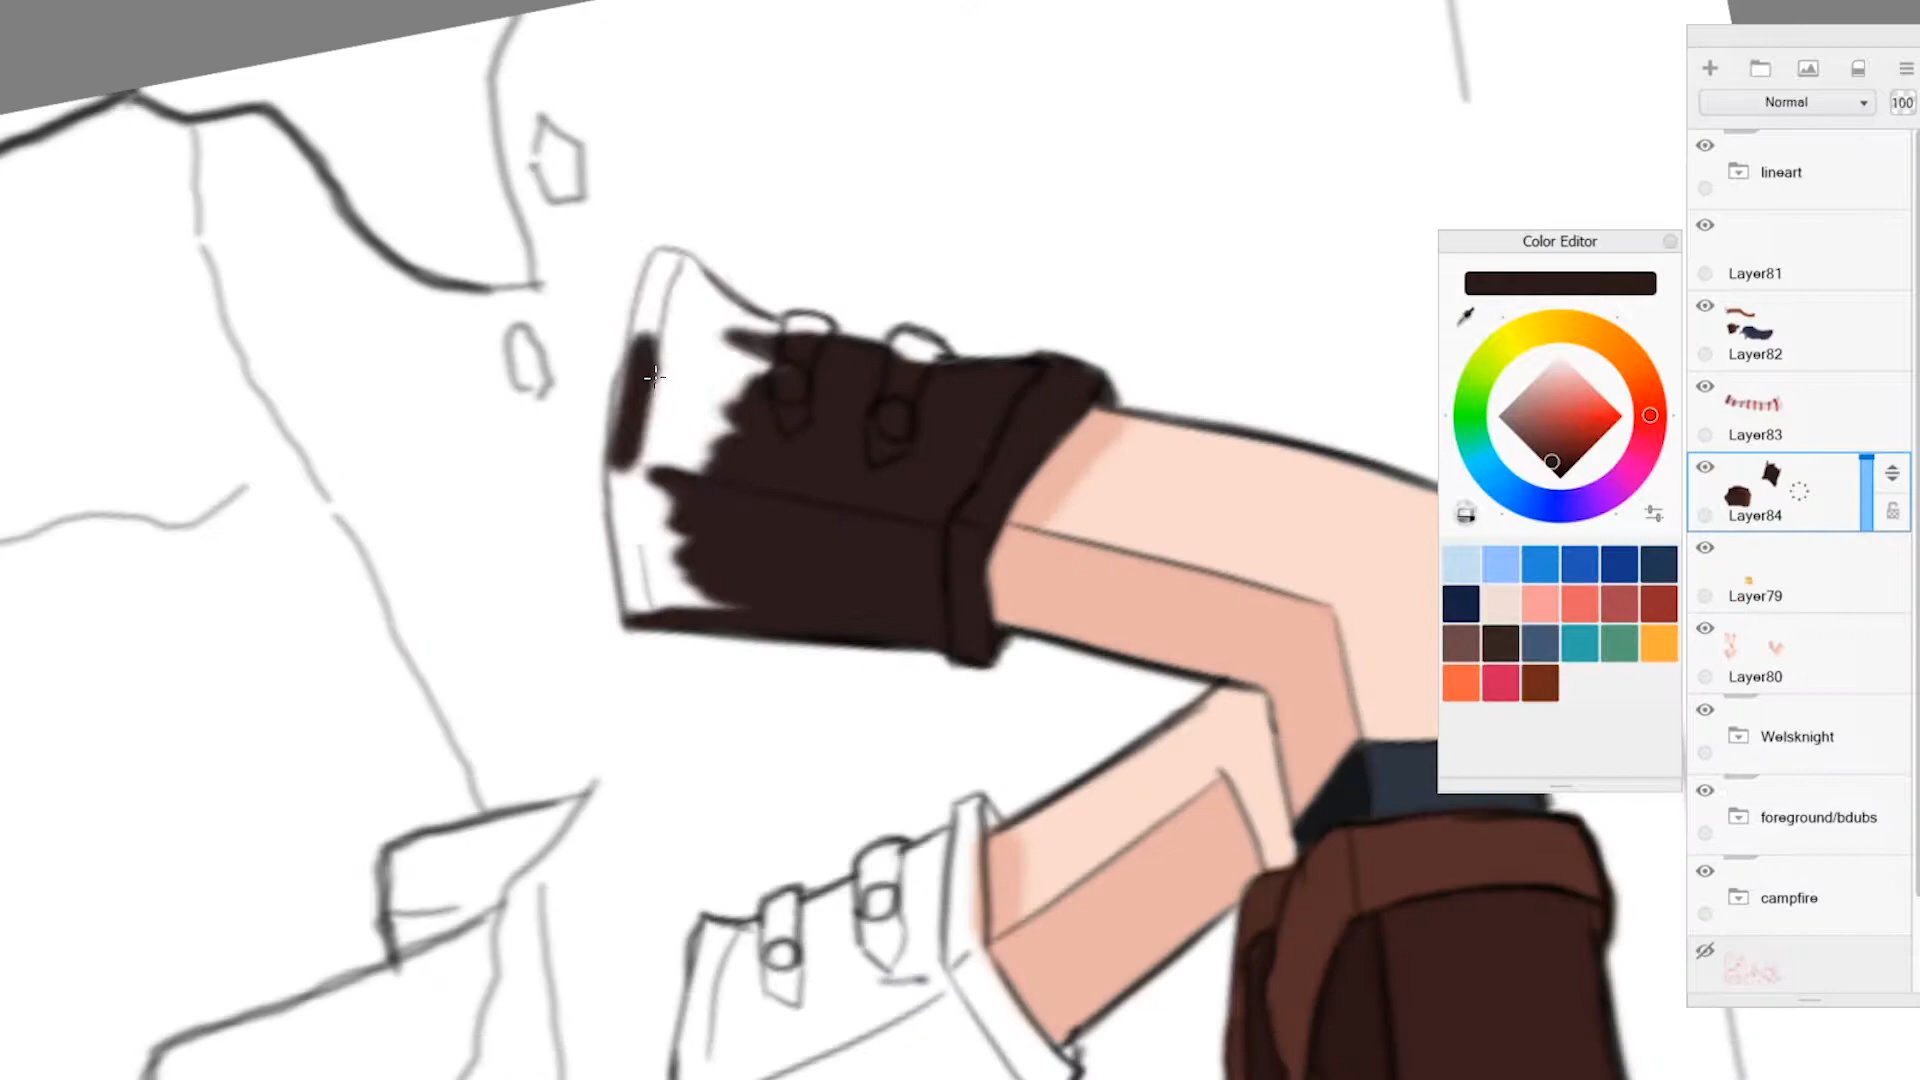 Normal
100
lineart
Layer81
Layer82
Layer83
Layer84
Layer79
Layer80
Welsknight
foreground/bdubs
campfire
Color Editor